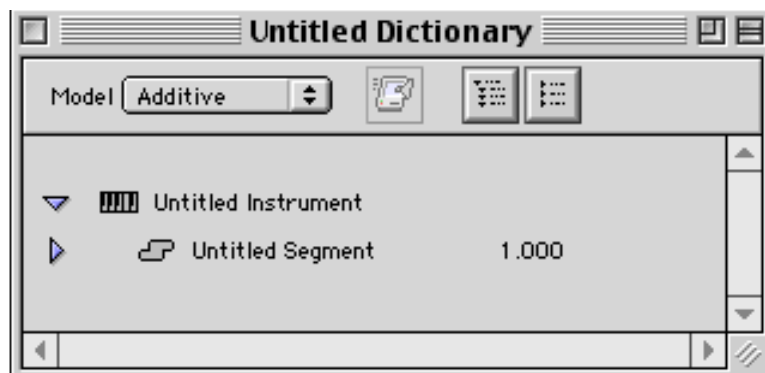 Untitled Dictionary
Model Additive
Untitled Instrument
Untitled Segment 1.000